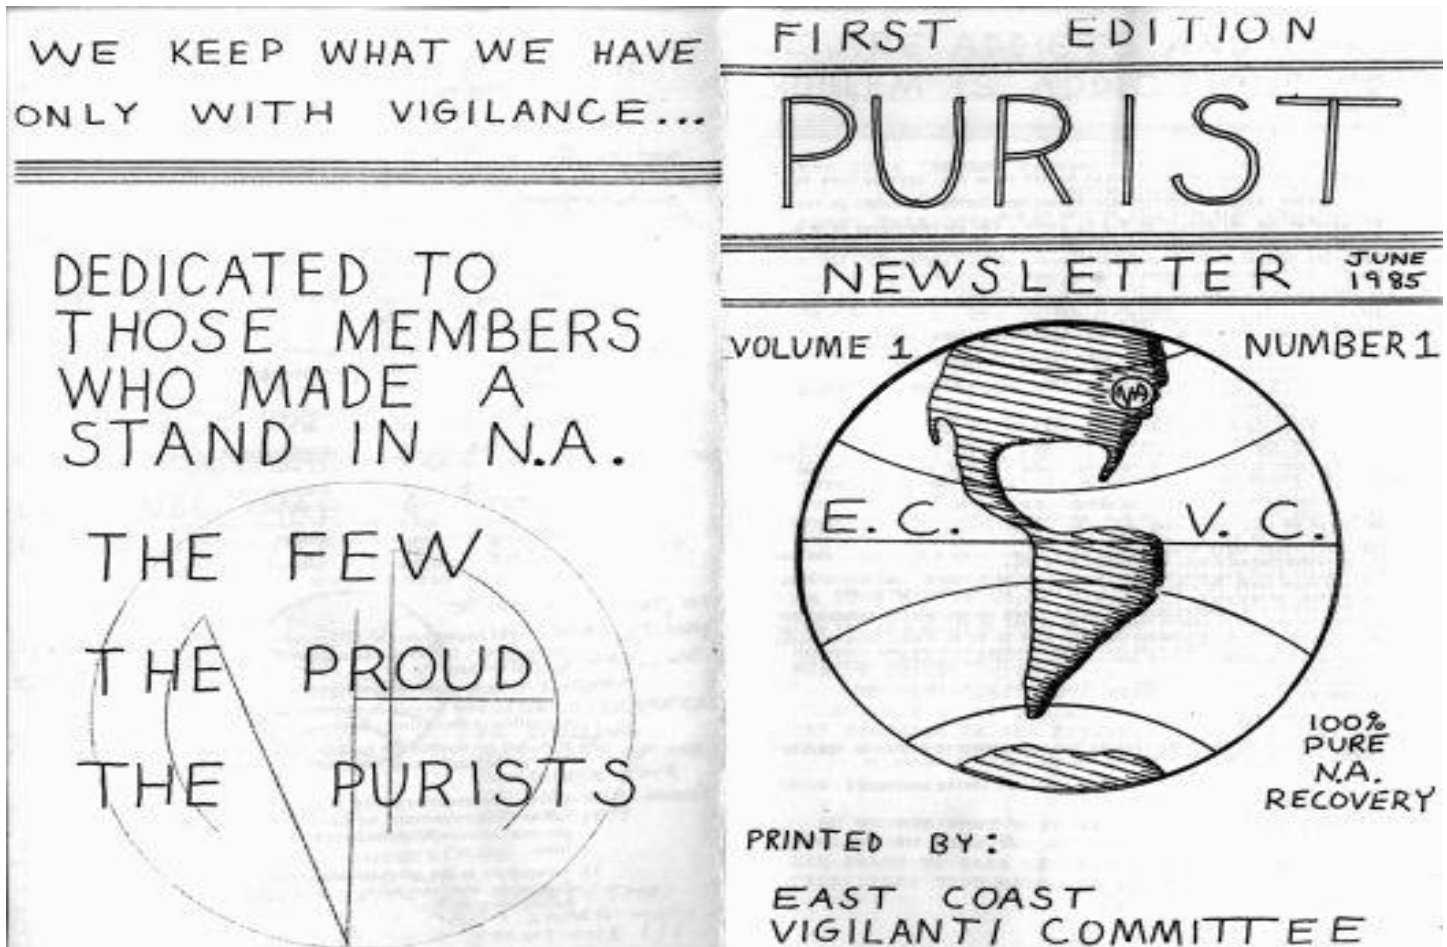 WE KEEP WHAT WE HAVE
ONLY WITH VIGILANCE...
DEDICATED TO
THOSE MEMBERS
WHO MADE A
STAND IN N.A.
THE FEW
THE PROUD
THE PURISTS
FIRST EDITION
PURIST
NEWSLETTER JUNE
1985
VOLUME 1 NUMBER 1
NA
E. C. V. C.
100%
PURE
N.A.
RECOVERY
PRINTED BY:
EAST COAST
VIGILANTI COMMITTEE